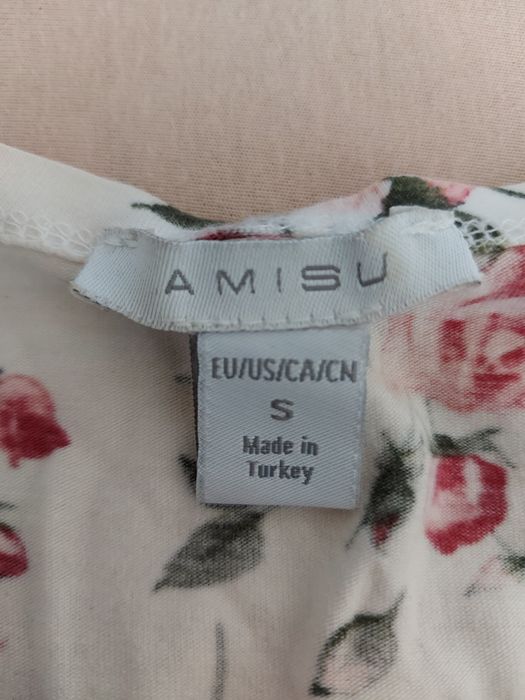 AMISU
EU/US/CA/CN
S
Made in
Turkey